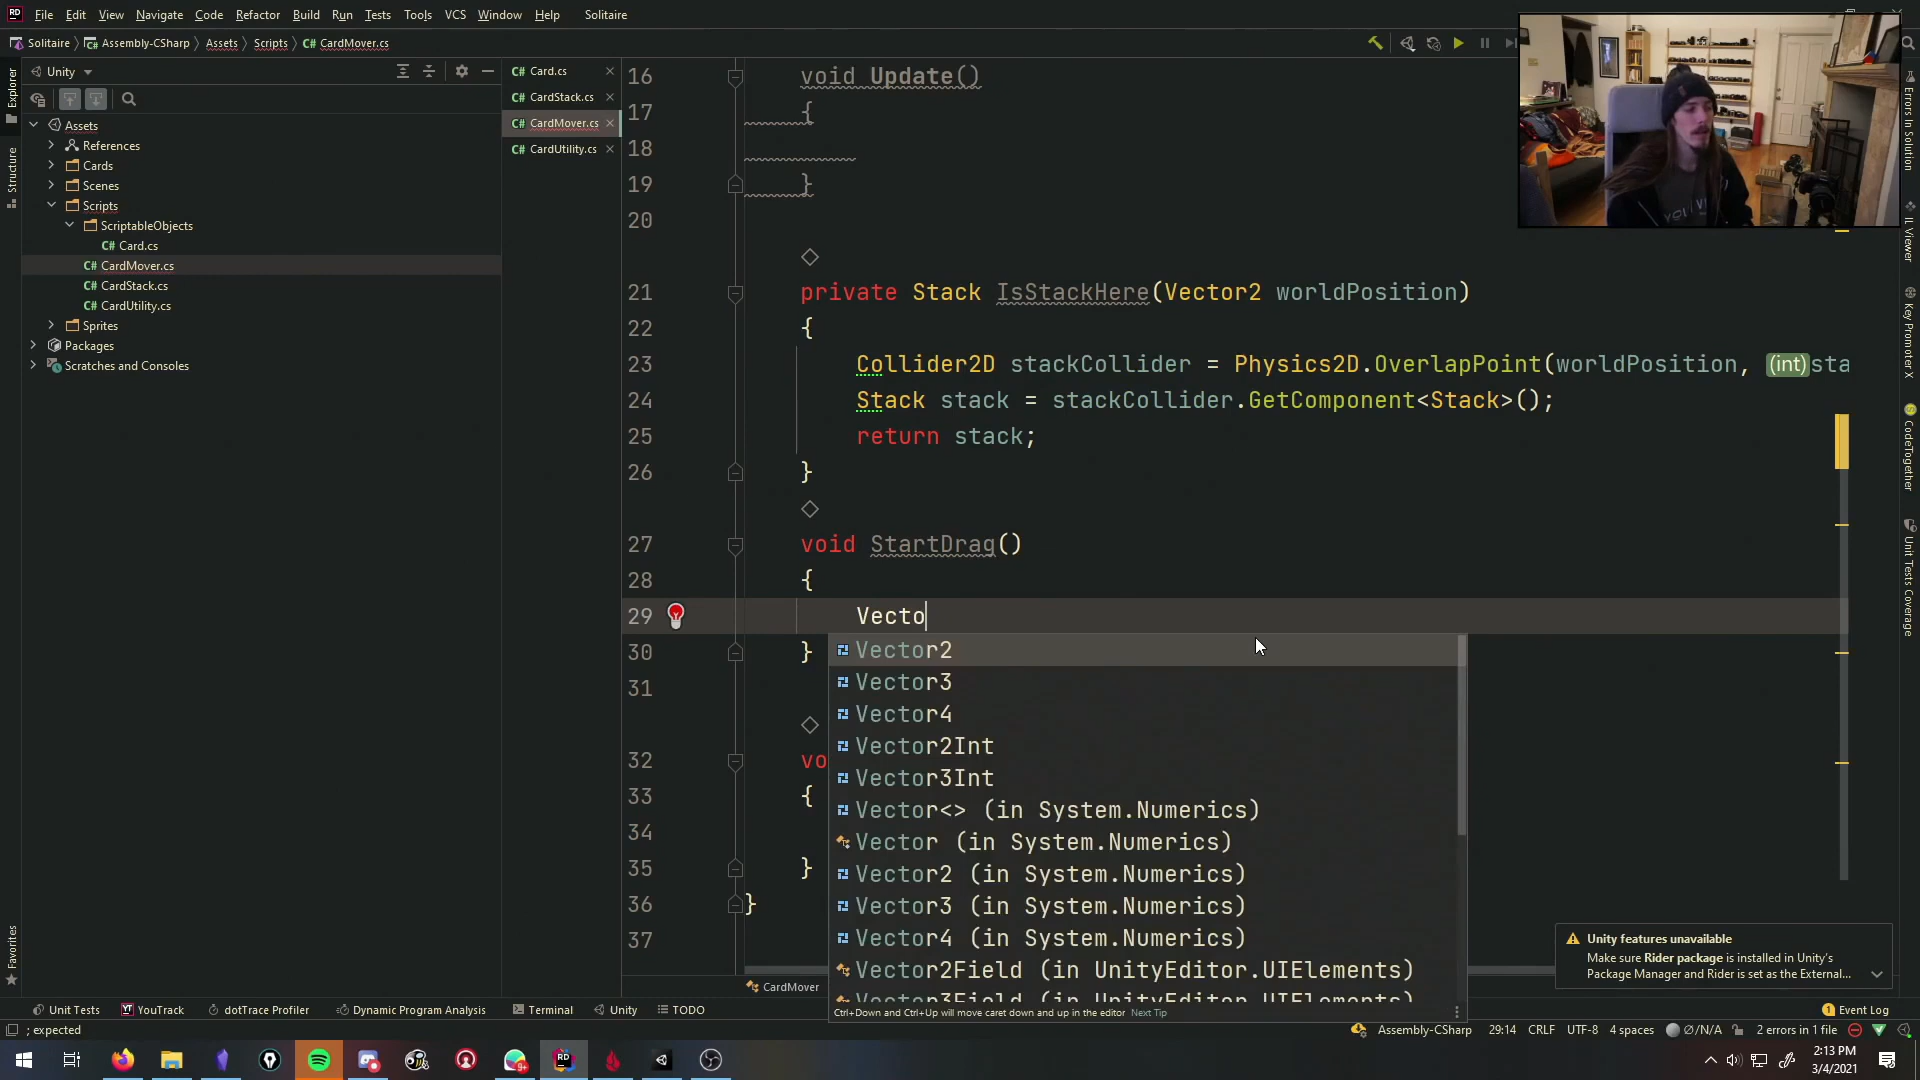 RD File Edit View Navigate Code Refactor Build Run Tests Tools VCS Window Help Solitaire
Solitaire Assembly-CSharp Assets Scripts CardMover.cs
Explorer
Structure
Favorites
Unity
Assets
References
Cards
Scenes
Scripts
ScriptableObjects
C# Card.cs
C# CardMover.cs
C# CardStack.cs
C# CardUtility.cs
Sprites
Packages
Scratches and Consoles
C# Card.cs
C# CardStack.cs
C# CardMover.cs
C# CardUtility.cs
16 void Update()
17 {
18
19 }
20
21 private Stack IsStackHere(Vector2 worldPosition)
22 {
23 Collider2D stackCollider = Physics2D.OverlapPoint(worldPosition, (int)sta
24 Stack stack = stackCollider.GetComponent<Stack>();
25 return stack;
26 }
27 void StartDrag()
28 {
29 Vecto
30 }
31
32 vo
33 {
34
35 }
36 }
37
Vector2
Vector3
Vector4
Vector2Int
Vector3Int
Vector<> (in System.Numerics)
Vector (in System.Numerics)
Vector2 (in System.Numerics)
Vector3 (in System.Numerics)
Vector4 (in System.Numerics)
Vector2Field (in UnityEditor.UIElements)
Vector3Field (in UnityEditor.UIElements)
Ctrl+Down and Ctrl+Up will move caret down and up in the editor Next Tip
CardMover
Errors In Solution
IL Viewer
Key Promoter X
CodeTogether
Unit Tests Coverage
Unity features unavailable
Make sure Rider package is installed in Unity's
Package Manager and Rider is set as the External...
Unit Tests YouTrack dotTrace Profiler Dynamic Program Analysis Terminal Unity TODO 1 Event Log
; expected Assembly-CSharp 29:14 CRLF UTF-8 4 spaces Ø/N/A 2 errors in 1 file
9+
RD
2:13 PM
3/4/2021